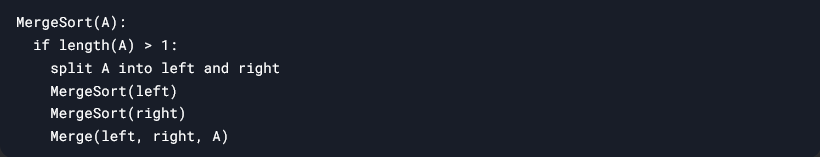 MergeSort(A):
  if length(A) > 1:
    split A into left and right
    MergeSort(left)
    MergeSort(right)
    Merge(left, right, A)